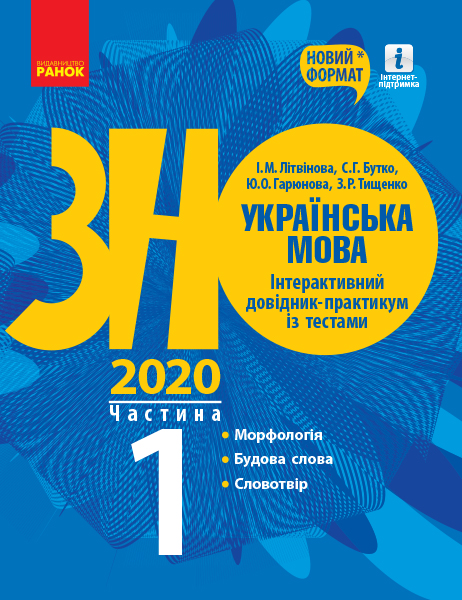 ВИДАВНИЦТВО
РАНОК
НОВИЙ *
ФОРМАТ
i
Інтернет-
підтримка
ЗНО
І.М. Літвінова, С.Г. Бутко,
Ю.О. Гарюнова, З.Р. Тищенко
УКРАЇНСЬКА
МОВА
Інтерактивний
довідник-практикум
із тестами
2020
Частина
1
• Морфологія
• Будова слова
• Словотвір